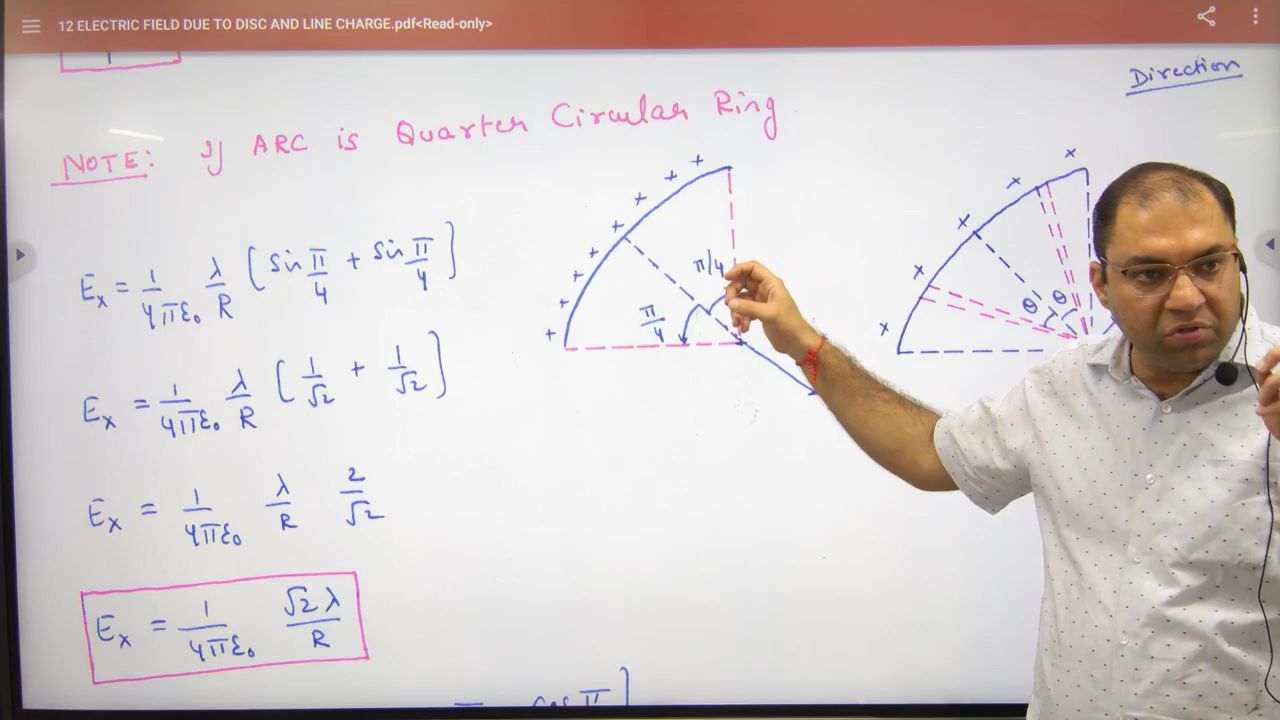 12 ELECTRIC FIELD DUE TO DISC AND LINE CHARGE.pdf<Read-only>
Direction
NOTE: If ARC is Quarter Circular Ring
Ex = 1/4πε₀ λ/R (sin π/4 + sin π/4]
Ex = 1/4πε₀ λ/R [1/√2 + 1/√2]
Ex = 1/4πε₀ λ/R 2/√2
Ex = 1/4πε₀ √2 λ/R
π/4
π/4
θ θ
cos π